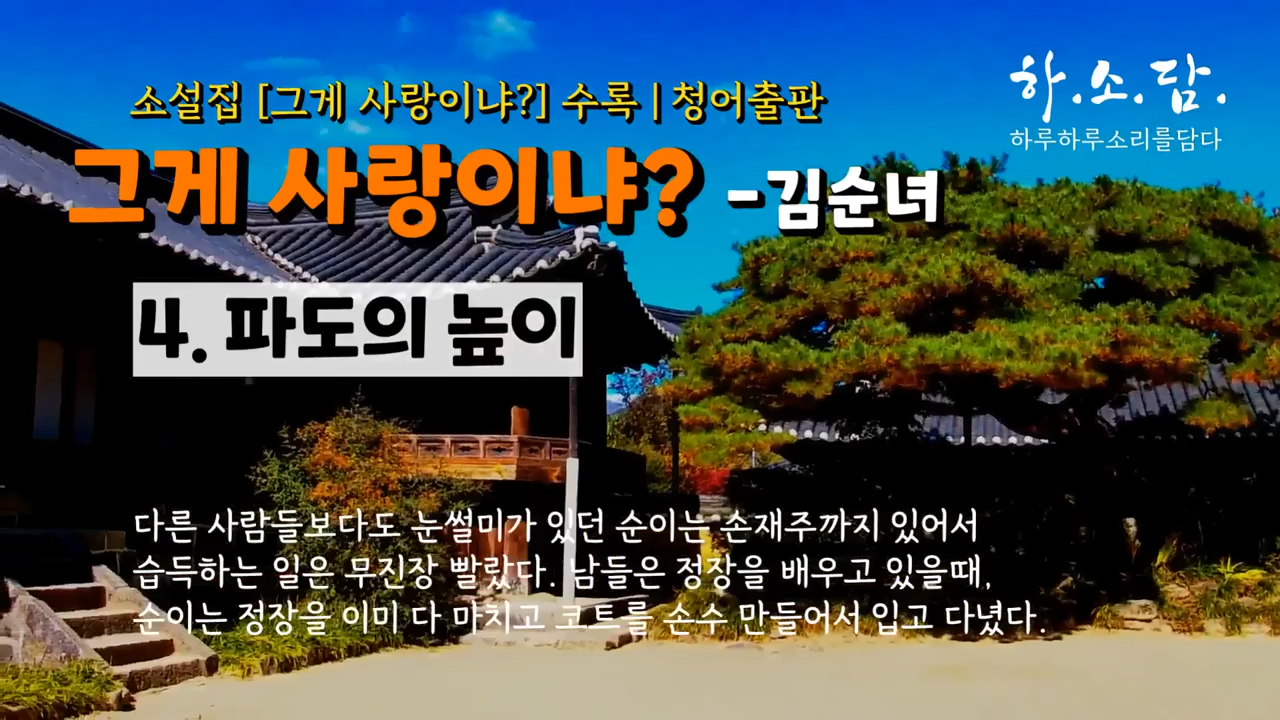 소설집 [그게 사랑이냐?] 수록 | 청어출판
하.소.담.
하루하루소리를담다
그게 사랑이냐? -김순녀
4. 파도의 높이
다른 사람들보다도 눈썰미가 있던 순이는 손재주까지 있어서
습득하는 일은 무진장 빨랐다. 남들은 정장을 배우고 있을때,
순이는 정장을 이미 다 마치고 코트를 손수 만들어서 입고 다녔다.